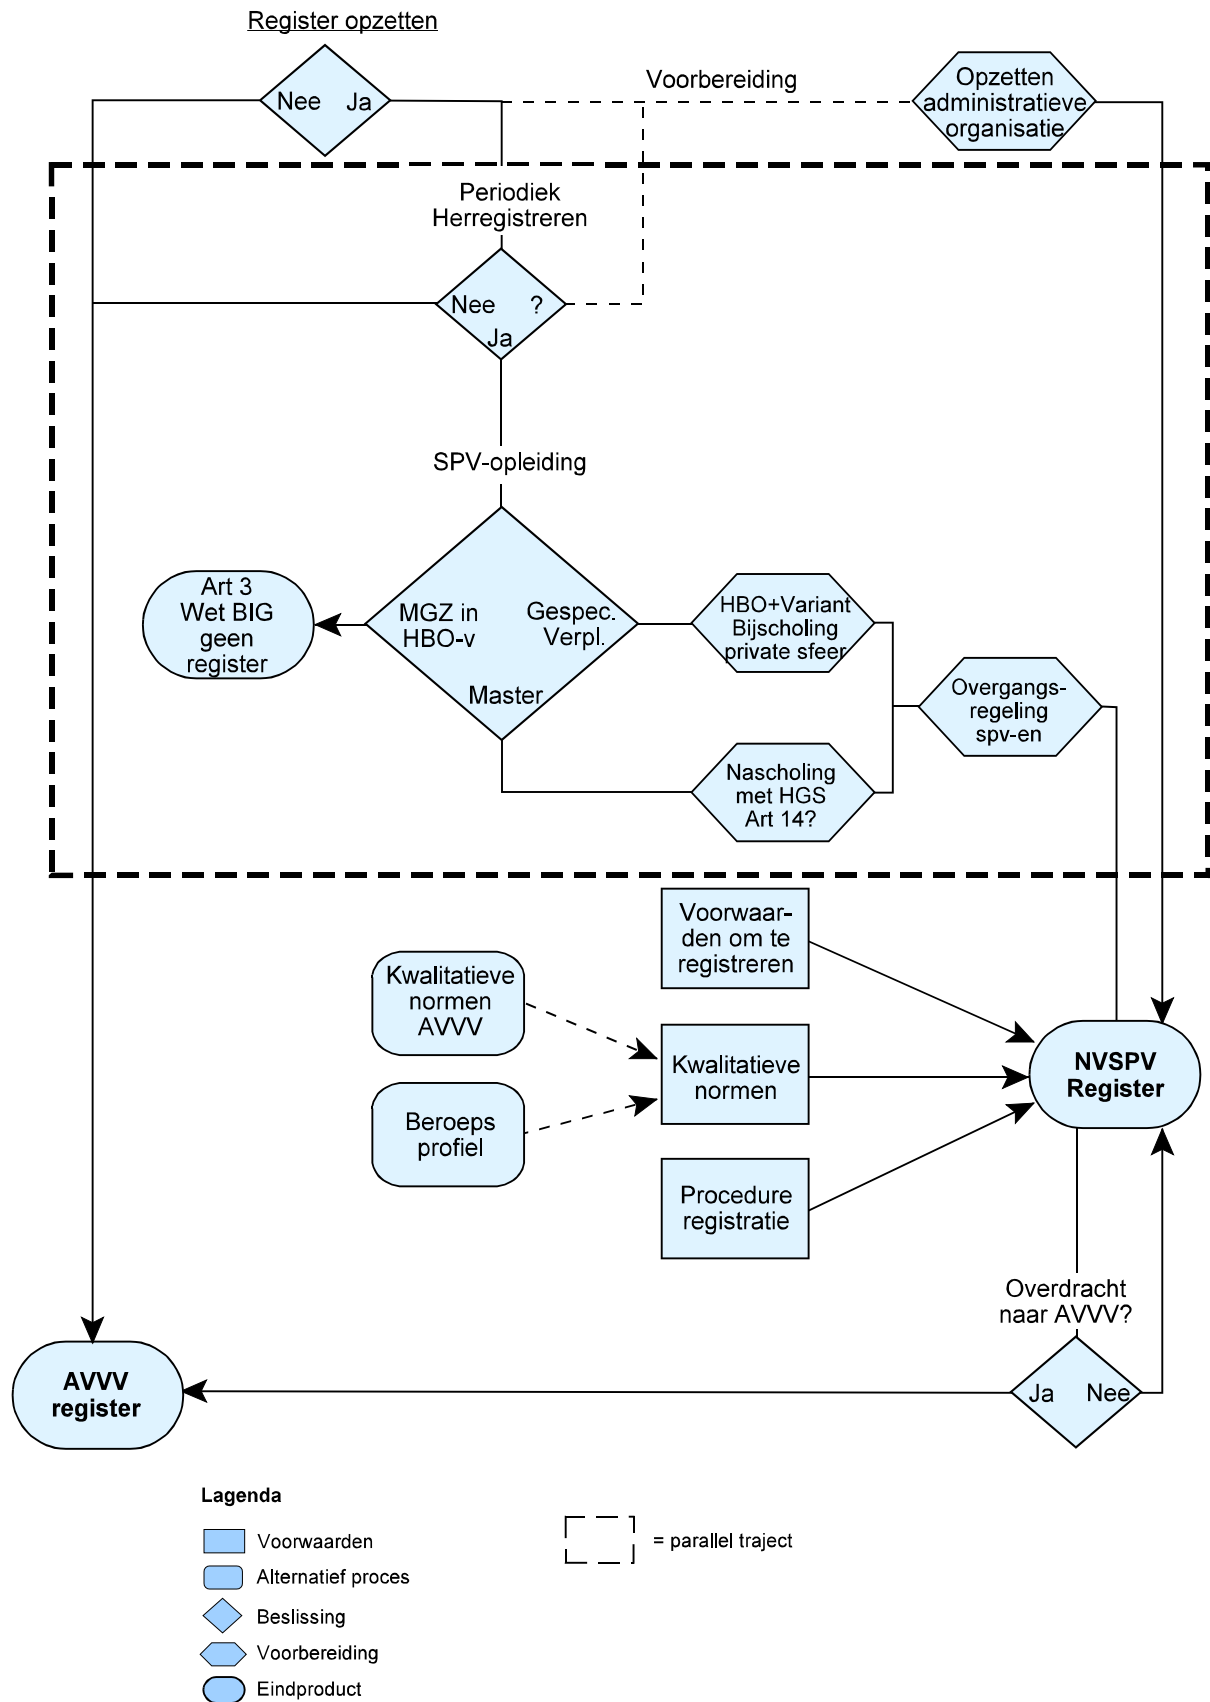 Register opzetten
Nee Ja
Voorbereiding
Opzetten
administratieve
organisatie
Periodiek
Herregistreren
Nee ?
Ja
SPV-opleiding
Art 3
Wet BIG
geen
register
MGZ in
HBO-v
Gespec.
Verpl.
Master
HBO+Variant
Bijscholing
private sfeer
Nascholing
met HGS
Art 14?
Overgangs-
regeling
spv-en
Voorwaar-
den om te
registreren
Kwalitatieve
normen
AVVV
Kwalitatieve
normen
Beroeps
profiel
Procedure
registratie
NVSPV
Register
Overdracht
naar AVVV?
Ja Nee
AVVV
register
Lagenda
Voorwaarden
Alternatief proces
Beslissing
Voorbereiding
Eindproduct
= parallel traject